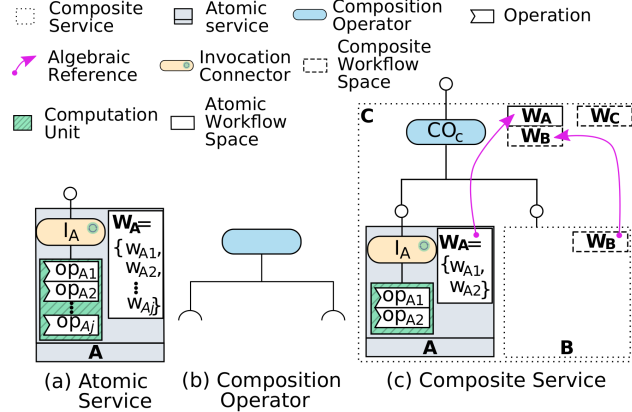 Composite
Service
Atomic
service
Composition
Operator
Operation
Algebraic
Reference
Invocation
Connector
Composite
Workflow
Space
Computation
Unit
Atomic
Workflow
Space
I_A
W_A=
{w_A1,
w_A2,
⋮
w_Aj}
op_A1
op_A2
⋮
op_Aj
A
(a) Atomic
Service
(b) Composition
Operator
C
CO_C
W_A
W_B
W_C
I_A
W_A=
{w_A1,
w_A2}
op_A1
op_A2
A
W_B
B
(c) Composite Service